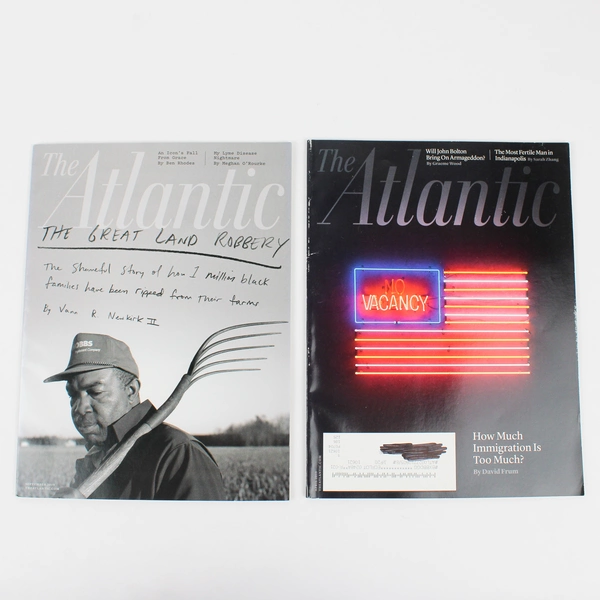 An Icon's Fall
From Grace
By Ben Rhodes
My Lyme Disease
Nightmare
By Meghan O'Rourke
The
Atlantic
THE GREAT LAND ROBBERY
The Shameful Story of how 1 million black
families have been ripped from their farms
By Vann R. Newkirk II
Will John Bolton
Bring On Armageddon?
By Graeme Wood
The Most Fertile Man in
Indianapolis By Sarah Zhang
The
Atlantic
NO
VACANCY
How Much
Immigration Is
Too Much?
By David Frum